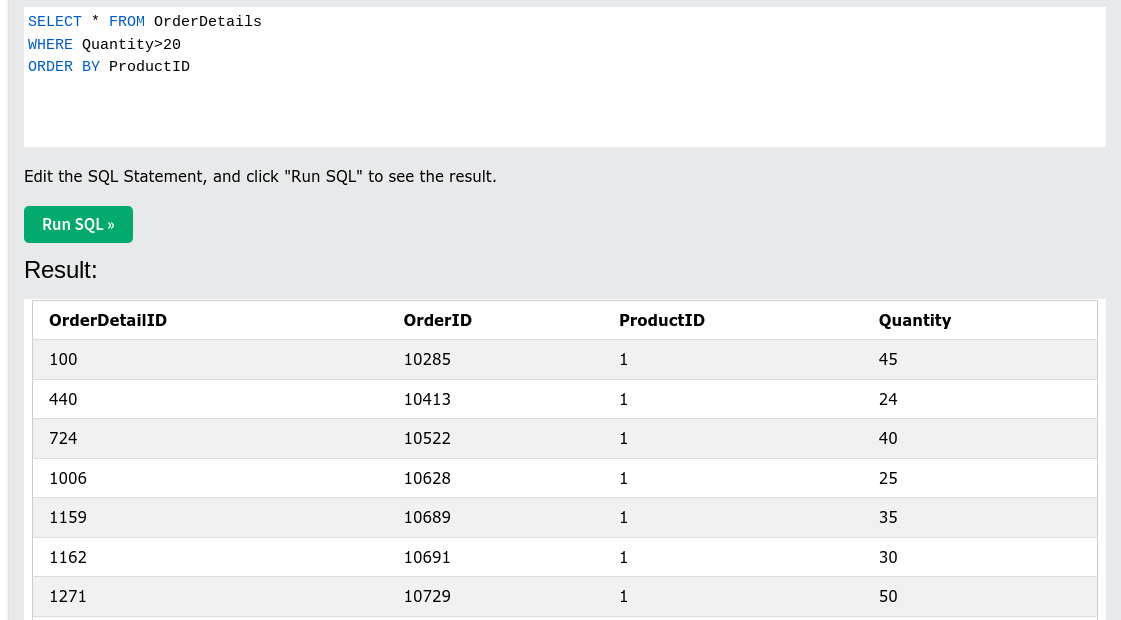 SELECT * FROM OrderDetails
WHERE Quantity>20
ORDER BY ProductID
Edit the SQL Statement, and click "Run SQL" to see the result.
Run SQL »
Result:
OrderDetailID OrderID ProductID Quantity
100 10285 1 45
440 10413 1 24
724 10522 1 40
1006 10628 1 25
1159 10689 1 35
1162 10691 1 30
1271 10729 1 50